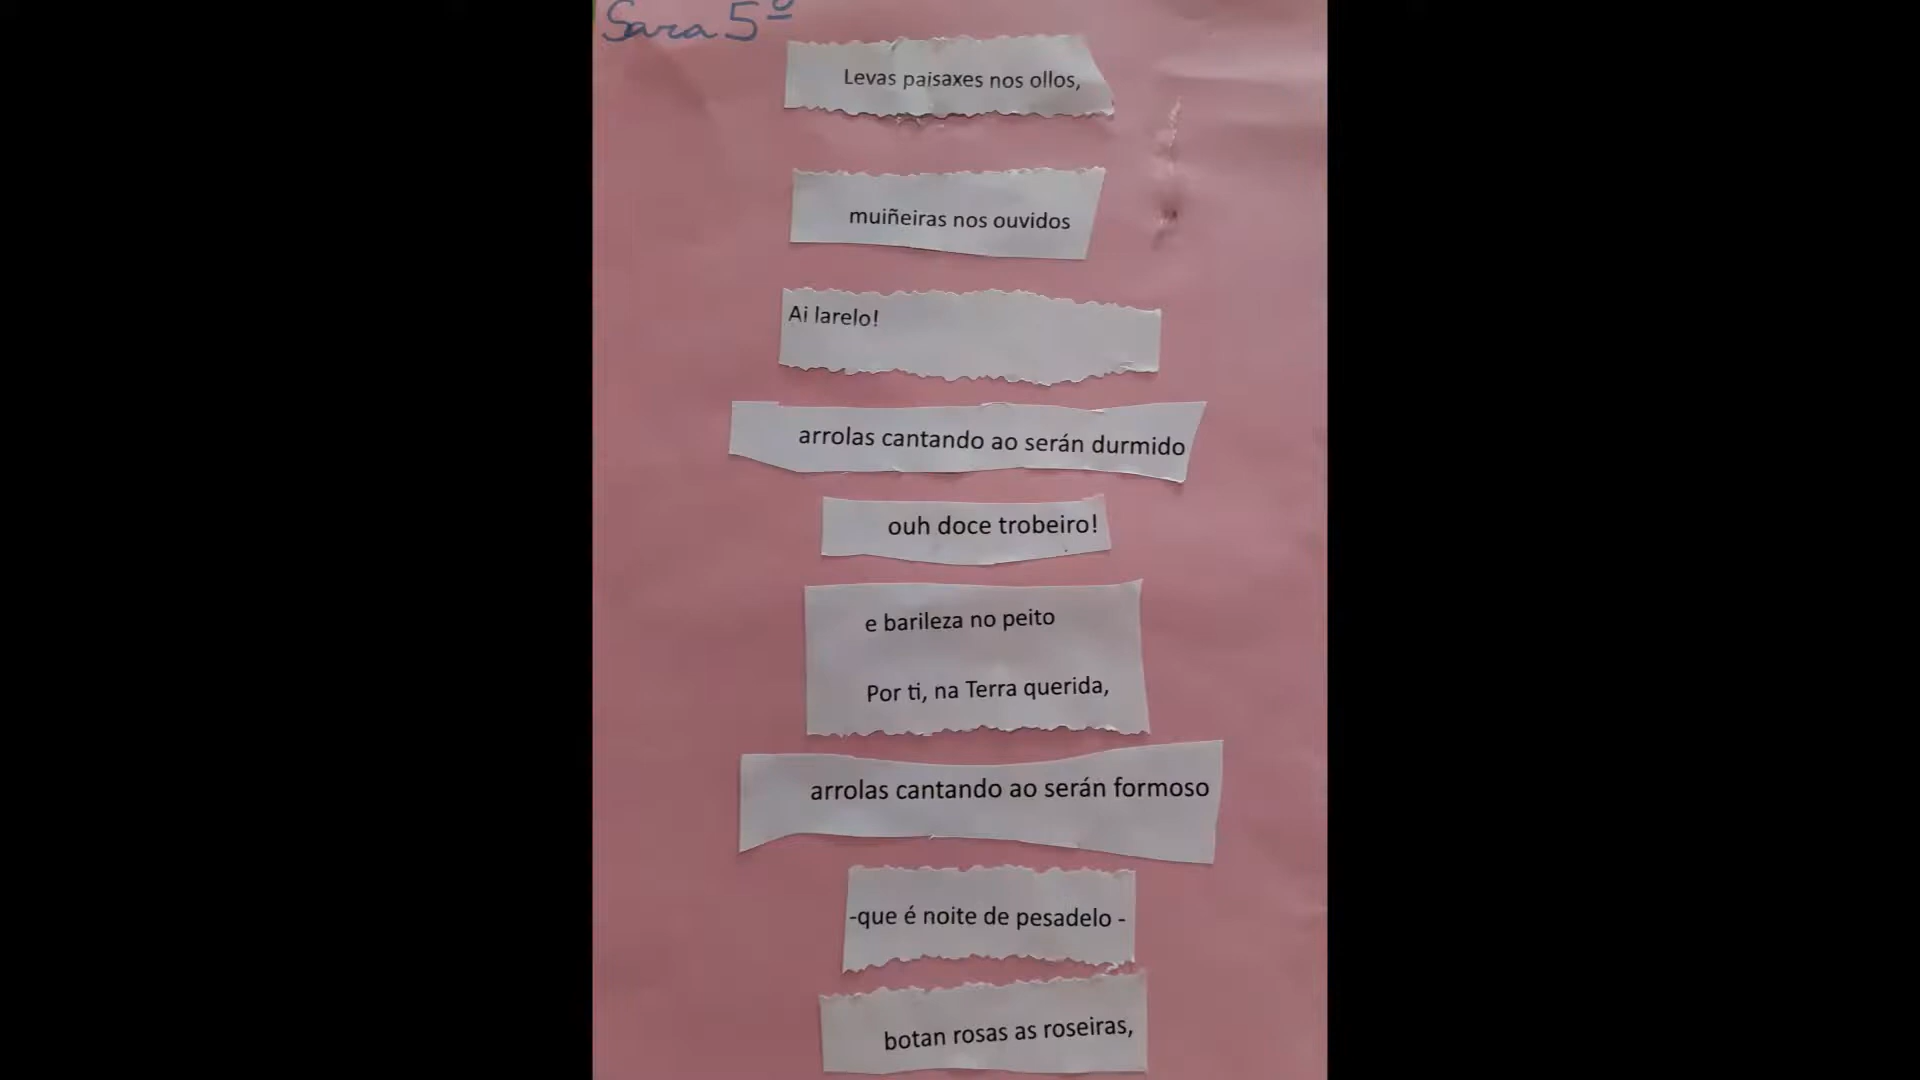 Sara 5º
Levas paisaxes nos ollos,
muiñeiras nos ouvidos
Ai larelo!
arrolas cantando ao serán durmido
ouh doce trobeiro!
e barileza no peito
Por ti, na Terra querida,
arrolas cantando ao serán formoso
-que é noite de pesadelo -
botan rosas as roseiras,